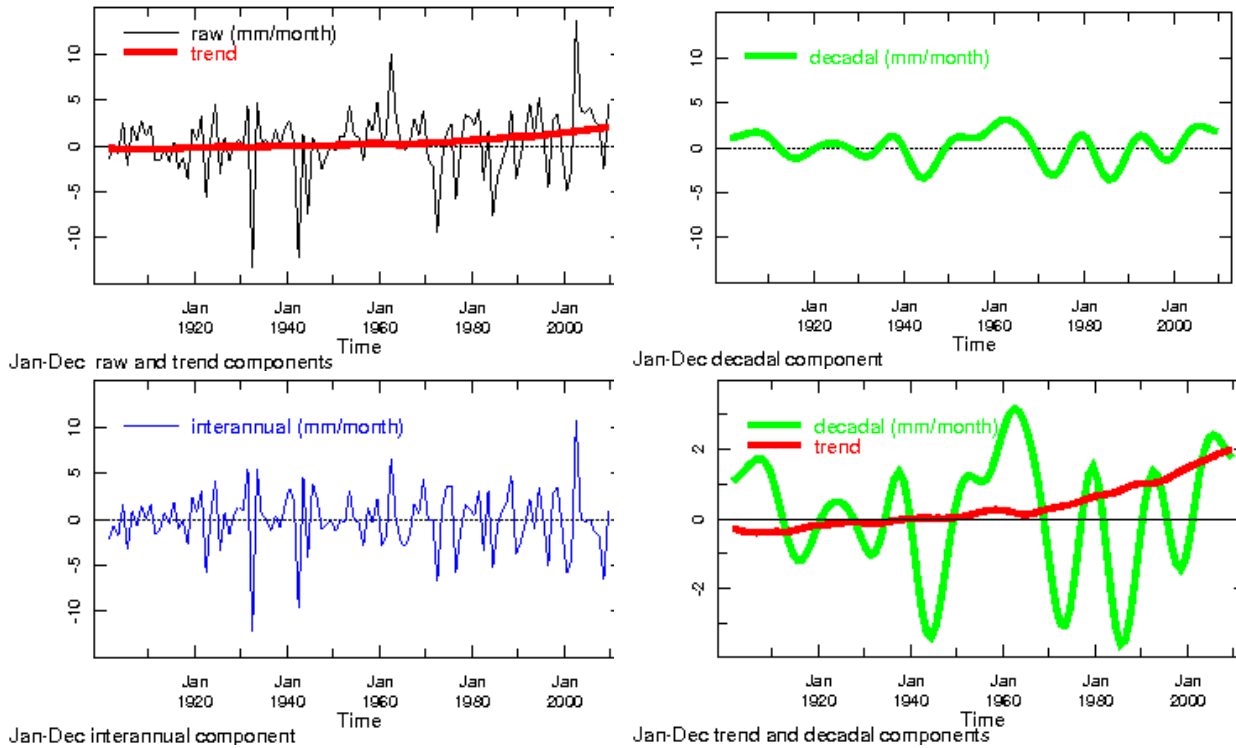 raw (mm/month)
trend
10
5
0
-5
-10
Jan Jan Jan Jan Jan
1920 1940 1960 1980 2000
Time
Jan-Dec raw and trend components
decadal (mm/month)
10
5
0
-5
-10
Jan Jan Jan Jan Jan
1920 1940 1960 1980 2000
Time
Jan-Dec decadal component
interannual (mm/month)
10
5
0
-5
-10
Jan Jan Jan Jan Jan
1920 1940 1960 1980 2000
Time
Jan-Dec interannual component
decadal (mm/month)
trend
2
0
-2
Jan Jan Jan Jan Jan
1920 1940 1960 1980 2000
Time
Jan-Dec trend and decadal components